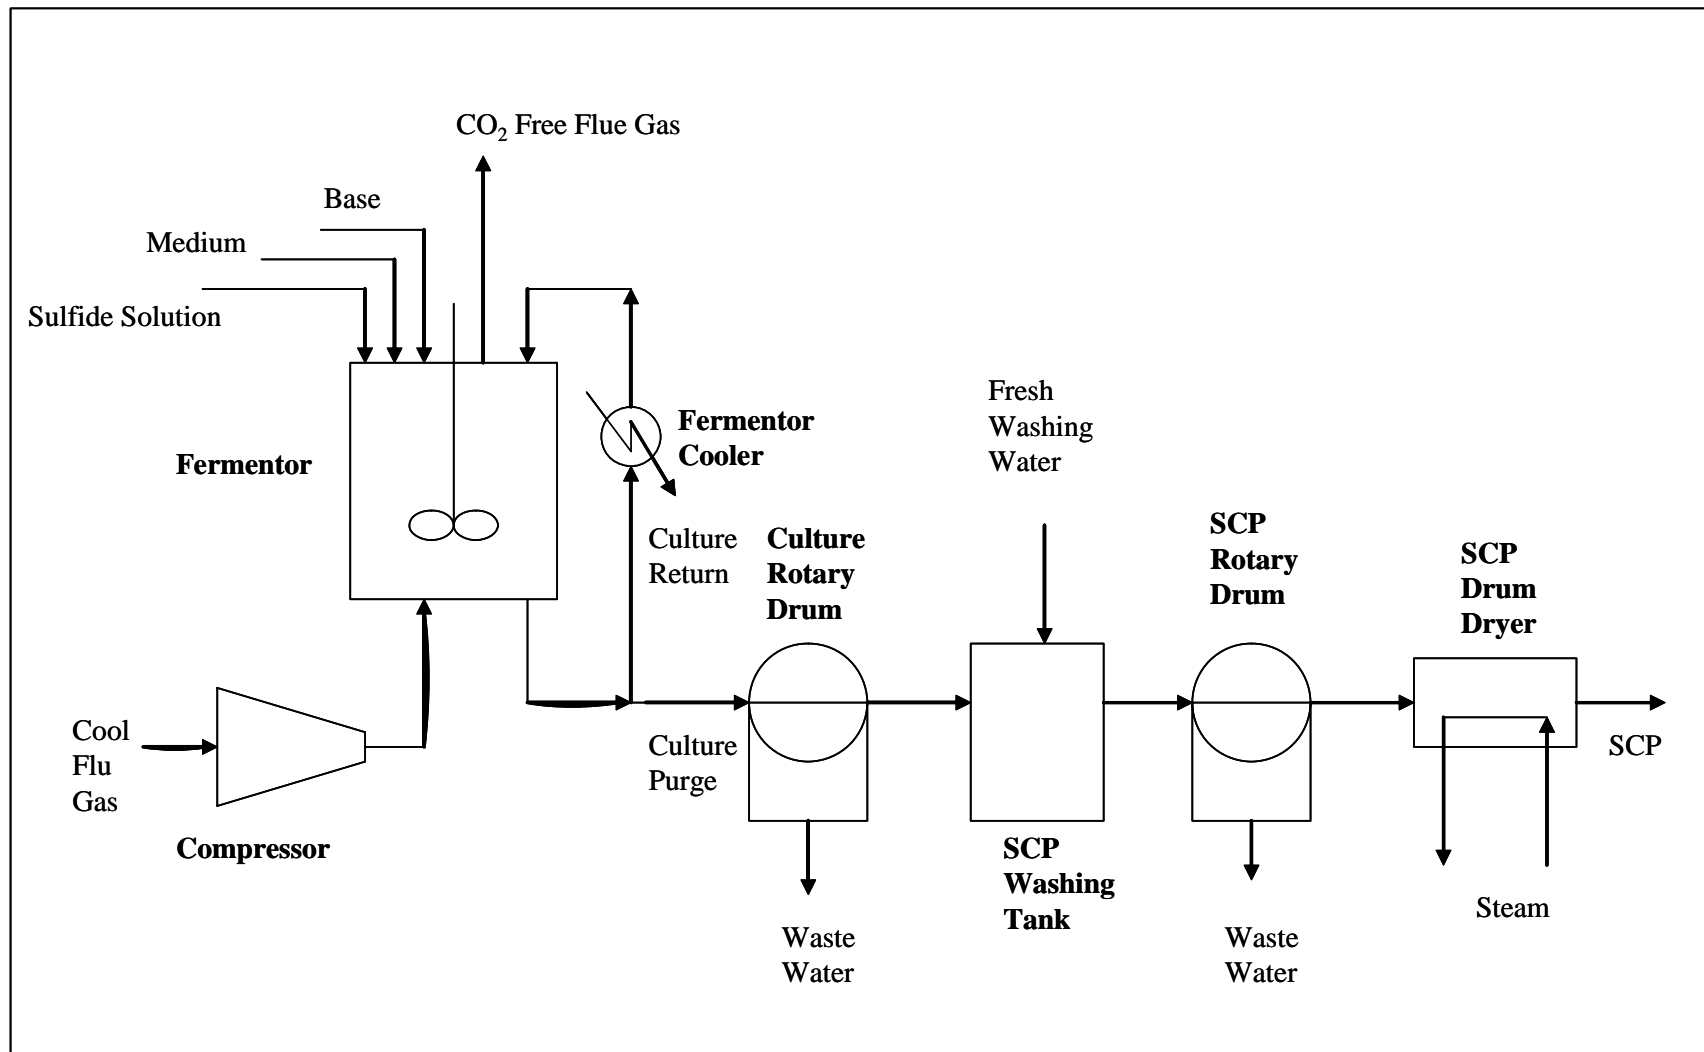 CO₂ Free Flue Gas
Base
Medium
Sulfide Solution
Fermentor
Fermentor
Cooler
Culture
Return
Culture
Rotary
Drum
Fresh
Washing
Water
SCP
Rotary
Drum
SCP
Drum
Dryer
Cool
Flu
Gas
Compressor
Culture
Purge
SCP
Washing
Tank
SCP
Steam
Waste
Water
Waste
Water